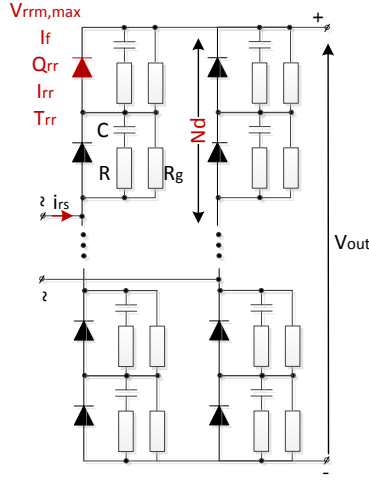 Vrrm,max
If
Qrr
Irr
Trr
+
C
R
Rg
Nd
~ irs
Vout
~
-